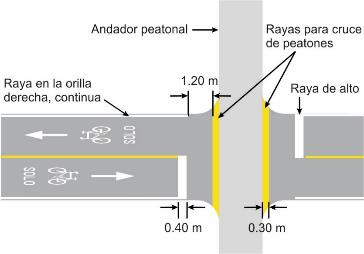 Andador peatonal
Rayas para cruce
de peatones
Raya en la orilla
derecha, continua
1.20 m
Raya de alto
SOLO
SOLO
0.40 m
0.30 m